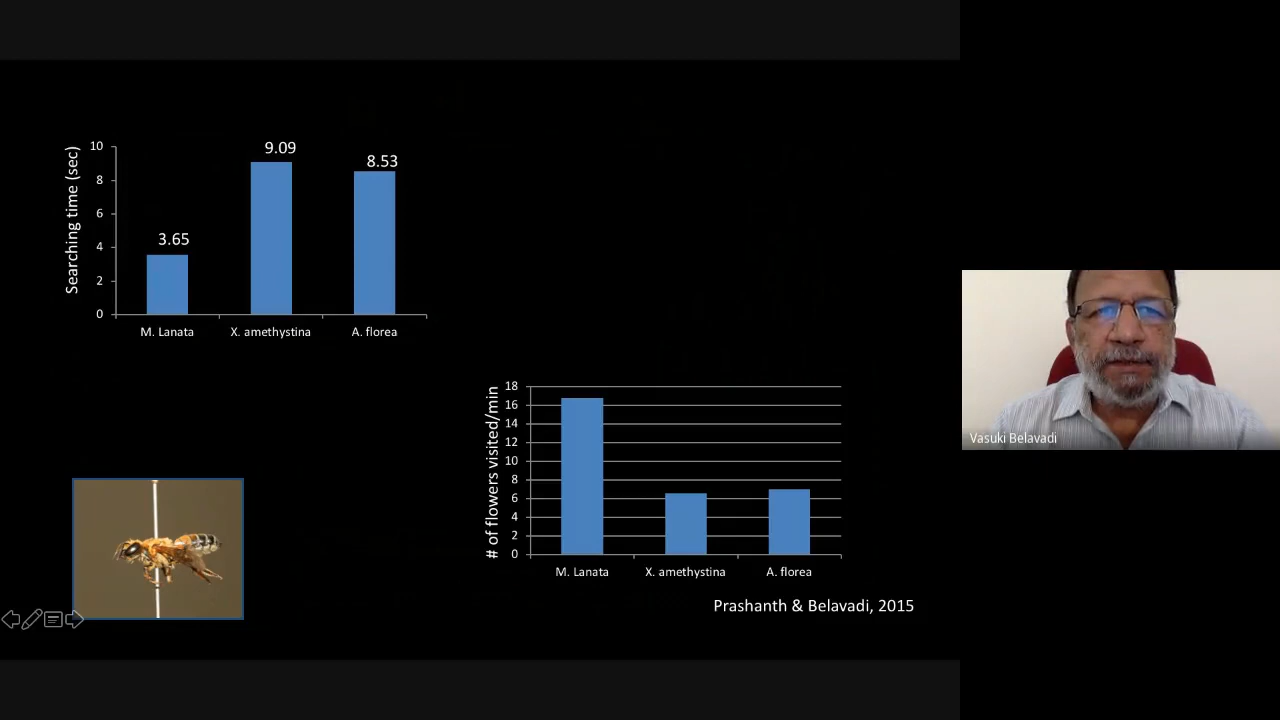 Searching time (sec)
10
8
6
4
2
0
3.65
9.09
8.53
M. Lanata
X. amethystina
A. florea
# of flowers visited/min
18
16
14
12
10
8
6
4
2
0
M. Lanata
X. amethystina
A. florea
Prashanth & Belavadi, 2015
Vasuki Belavadi